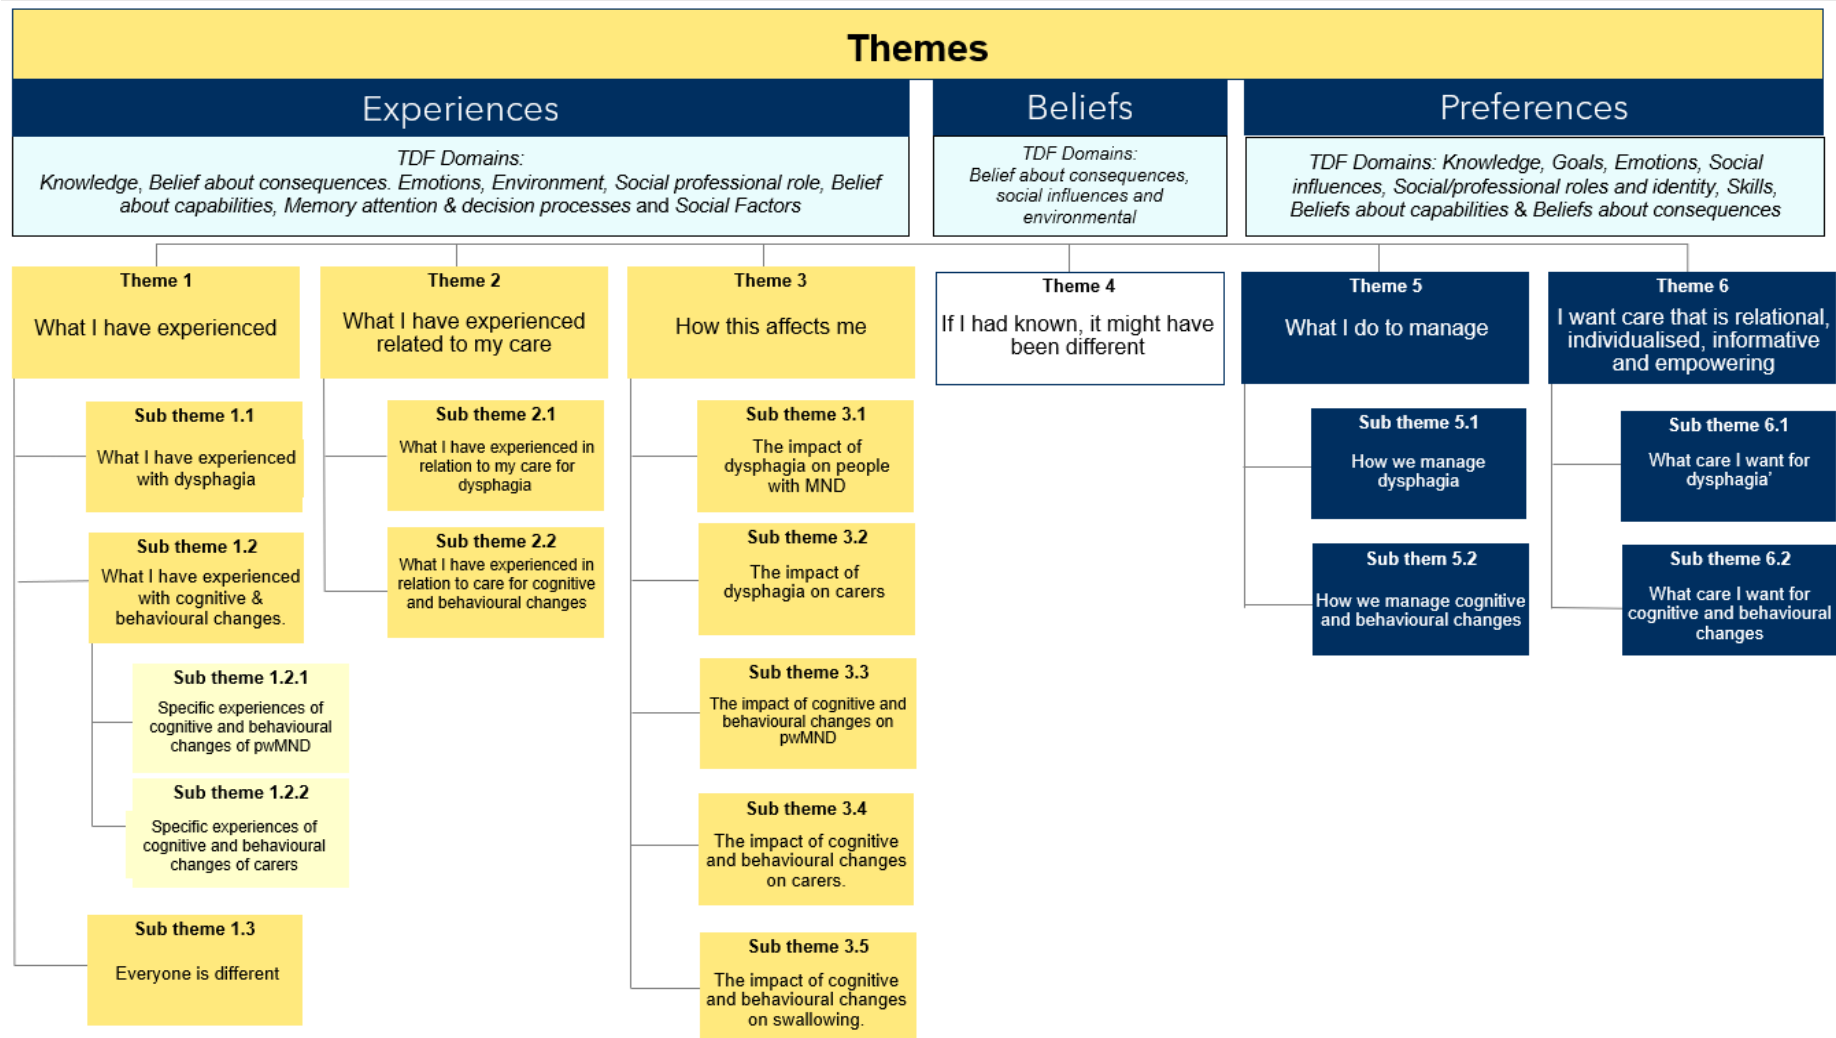 Themes
Experiences
TDF Domains:
Knowledge, Belief about consequences. Emotions, Environment, Social professional role, Belief
about capabilities, Memory attention & decision processes and Social Factors
Beliefs
TDF Domains:
Belief about consequences,
social influences and
environmental
Preferences
TDF Domains: Knowledge, Goals, Emotions, Social
influences, Social/professional roles and identity, Skills,
Beliefs about capabilities & Beliefs about consequences
Theme 1
What I have experienced
Sub theme 1.1
What I have experienced
with dysphagia
Sub theme 1.2
What I have experienced
with cognitive &
behavioural changes.
Sub theme 1.2.1
Specific experiences of
cognitive and behavioural
changes of pwMND
Sub theme 1.2.2
Specific experiences of
cognitive and behavioural
changes of carers
Sub theme 1.3
Everyone is different
Theme 2
What I have experienced
related to my care
Sub theme 2.1
What I have experienced in
relation to my care for
dysphagia
Sub theme 2.2
What I have experienced in
relation to care for cognitive
and behavioural changes
Theme 3
How this affects me
Sub theme 3.1
The impact of
dysphagia on people
with MND
Sub theme 3.2
The impact of
dysphagia on carers
Sub theme 3.3
The impact of cognitive and
behavioural changes on
pwMND
Sub theme 3.4
The impact of cognitive
and behavioural changes
on carers.
Sub theme 3.5
The impact of cognitive
and behavioural changes
on swallowing.
Theme 4
If I had known, it might have
been different
Theme 5
What I do to manage
Sub theme 5.1
How we manage
dysphagia
Sub them 5.2
How we manage cognitive
and behavioural changes
Theme 6
I want care that is relational,
individualised, informative
and empowering
Sub theme 6.1
What care I want for
dysphagia’
Sub theme 6.2
What care I want for
cognitive and behavioural
changes